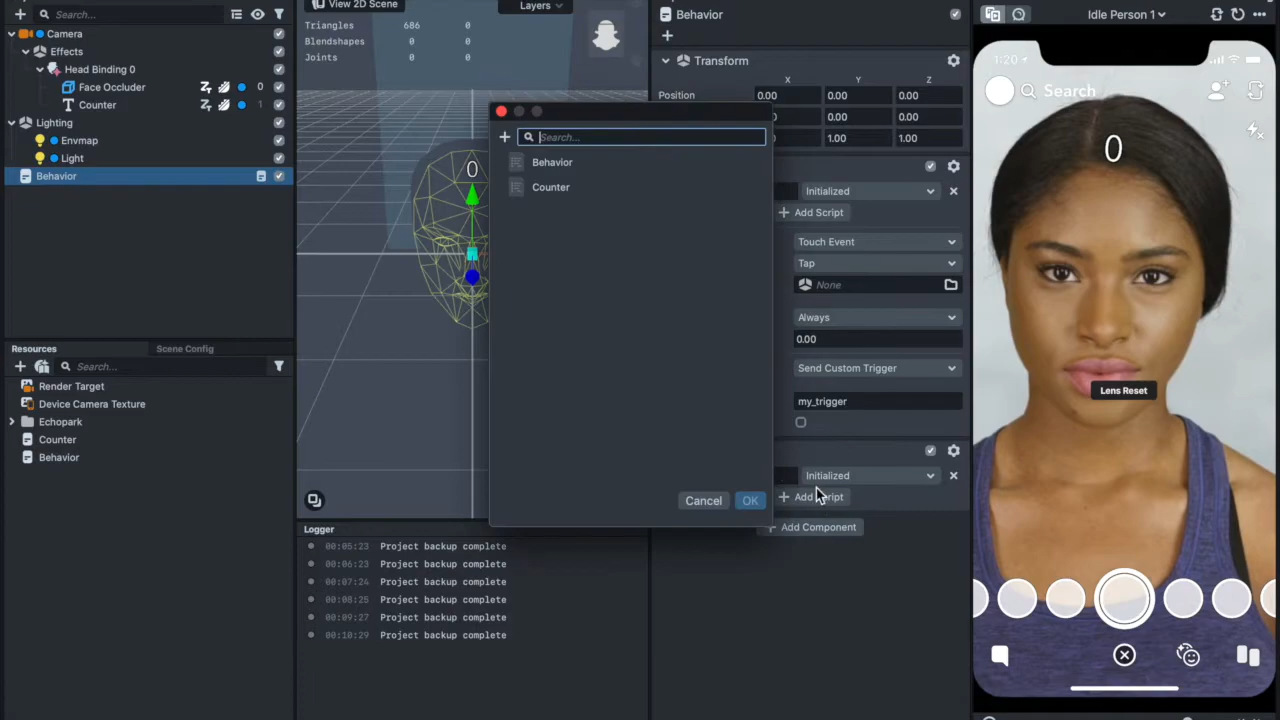 Search...
Camera
Effects
Head Binding 0
Face Occluder
0
Counter
1
Lighting
Envmap
Light
Behavior
Resources
Scene Config
Search...
Render Target
Device Camera Texture
Echopark
Counter
Behavior
View 2D Scene
Layers
Triangles 686 0
Blendshapes 0 0
Joints 0 0
0
Search...
Behavior
Counter
Cancel
OK
Logger
00:05:23 Project backup complete
00:06:23 Project backup complete
00:07:24 Project backup complete
00:08:25 Project backup complete
00:09:27 Project backup complete
00:10:29 Project backup complete
Behavior
Transform
X Y Z
Position 0.00 0.00 0.00
0.00 0.00
1.00 1.00
Initialized
Add Script
Touch Event
Tap
None
Always
0.00
Send Custom Trigger
my_trigger
Initialized
Add Script
Add Component
Idle Person 1
1:20
Search
0
Lens Reset